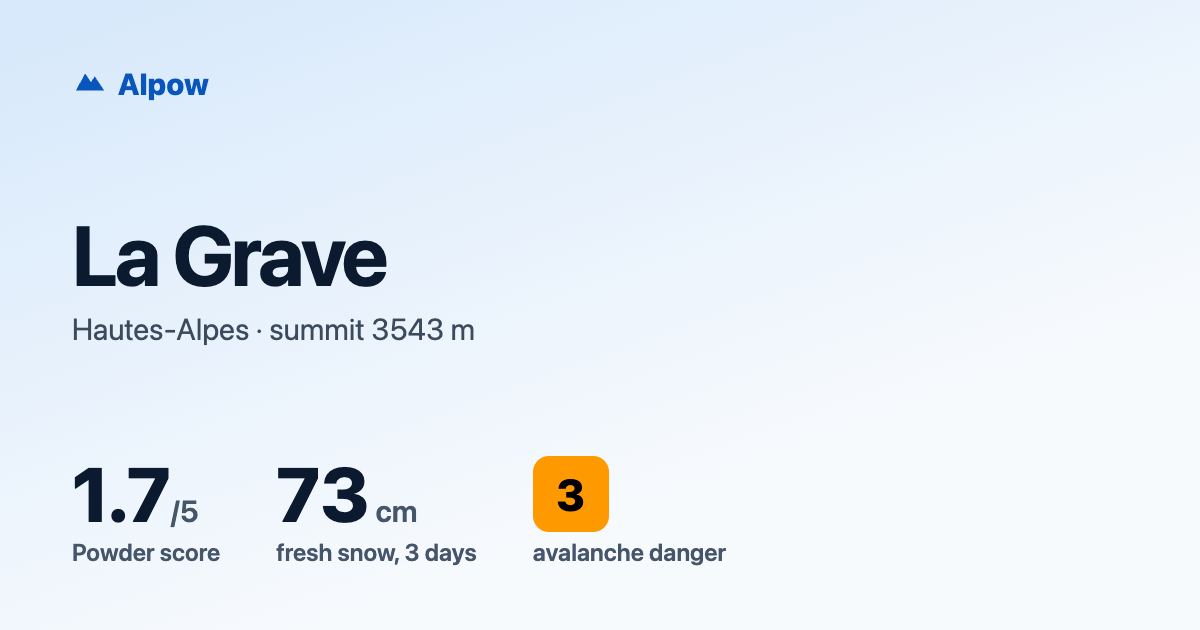 Alpow
La Grave
Hautes-Alpes · summit 3543 m
1.7/5
Powder score
73 cm
fresh snow, 3 days
3
avalanche danger